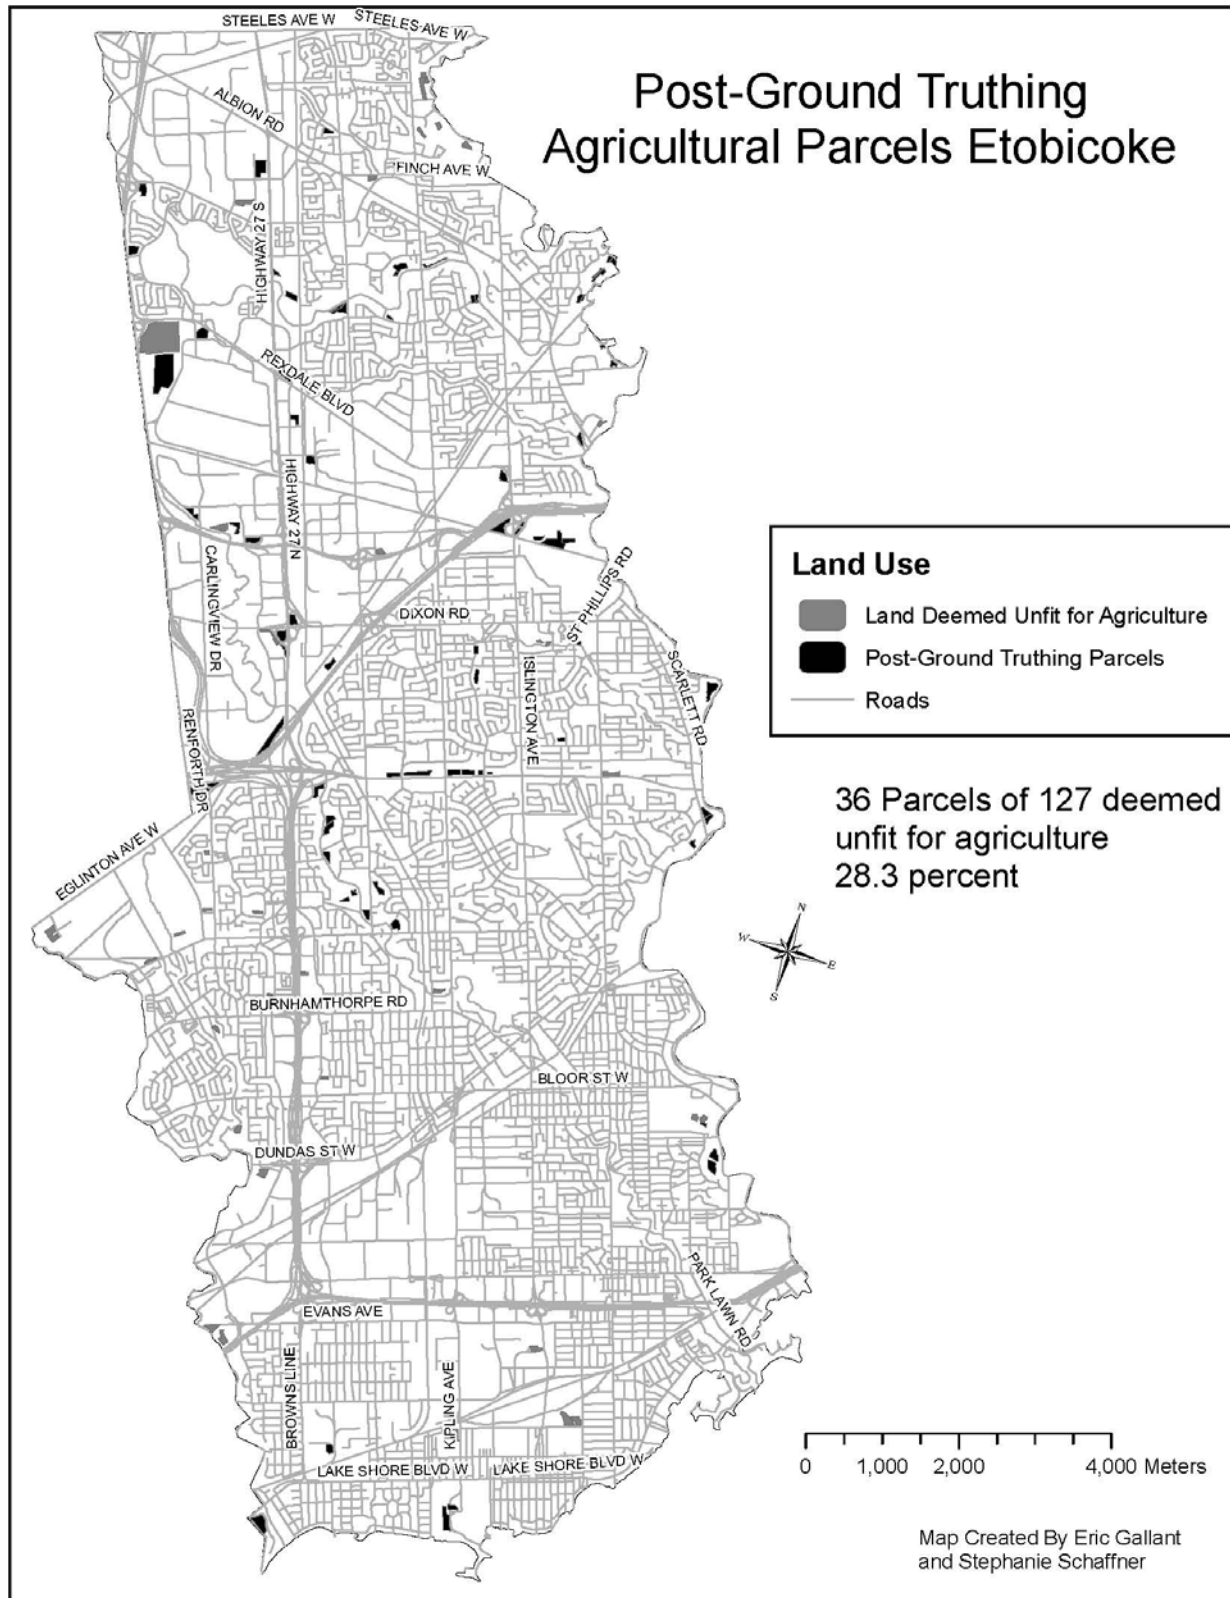 STEELES AVE W
STEELES AVE W
Post-Ground Truthing
Agricultural Parcels Etobicoke
ALBION RD
FINCH AVE W
HIGHWAY 27 S
REXDALE BLVD
HIGHWAY 27 N
CARLINGVIEW DR
DIXON RD
ST PHILLIPS RD
ISLINGTON AVE
SCARLETT RD
RENFORTH DR
EGLINTON AVE W
Land Use
Land Deemed Unfit for Agriculture
Post-Ground Truthing Parcels
Roads
36 Parcels of 127 deemed
unfit for agriculture
28.3 percent
N
W
E
S
BURNHAMTHORPE RD
BLOOR ST W
DUNDAS ST W
PARK LAWN RD
EVANS AVE
BROWNS LINE
KIPLING AVE
LAKE SHORE BLVD W
LAKE SHORE BLVD W
0 1,000 2,000 4,000 Meters
Map Created By Eric Gallant
and Stephanie Schaffner